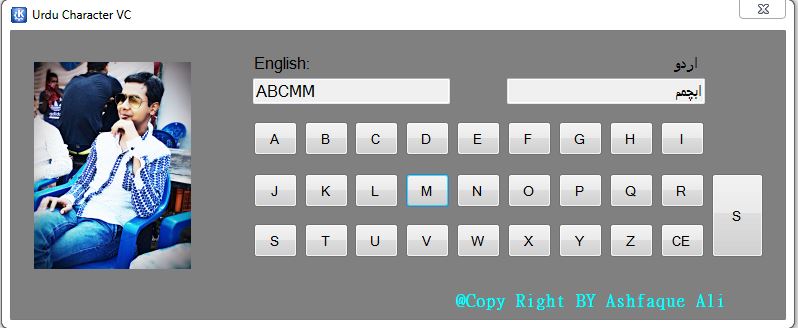 Urdu Character VC
English: اردو
ABCMM ابچمم
A B C D E F G H I
J K L M N O P Q R
S
S T U V W X Y Z CE
@Copy Right BY Ashfaque Ali